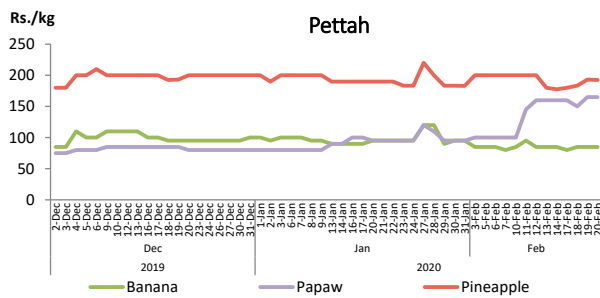 Rs./kg
Pettah
250
200
150
100
50
0
2-Dec
3-Dec
4-Dec
5-Dec
6-Dec
9-Dec
10-Dec
12-Dec
13-Dec
16-Dec
17-Dec
18-Dec
19-Dec
20-Dec
23-Dec
24-Dec
26-Dec
27-Dec
30-Dec
31-Dec
1-Jan
2-Jan
3-Jan
6-Jan
7-Jan
8-Jan
9-Jan
13-Jan
14-Jan
16-Jan
17-Jan
20-Jan
21-Jan
22-Jan
23-Jan
24-Jan
27-Jan
28-Jan
29-Jan
30-Jan
31-Jan
3-Feb
5-Feb
6-Feb
7-Feb
10-Feb
11-Feb
12-Feb
13-Feb
14-Feb
17-Feb
18-Feb
19-Feb
20-Feb
Dec Jan Feb
2019 2020
Banana Papaw Pineapple